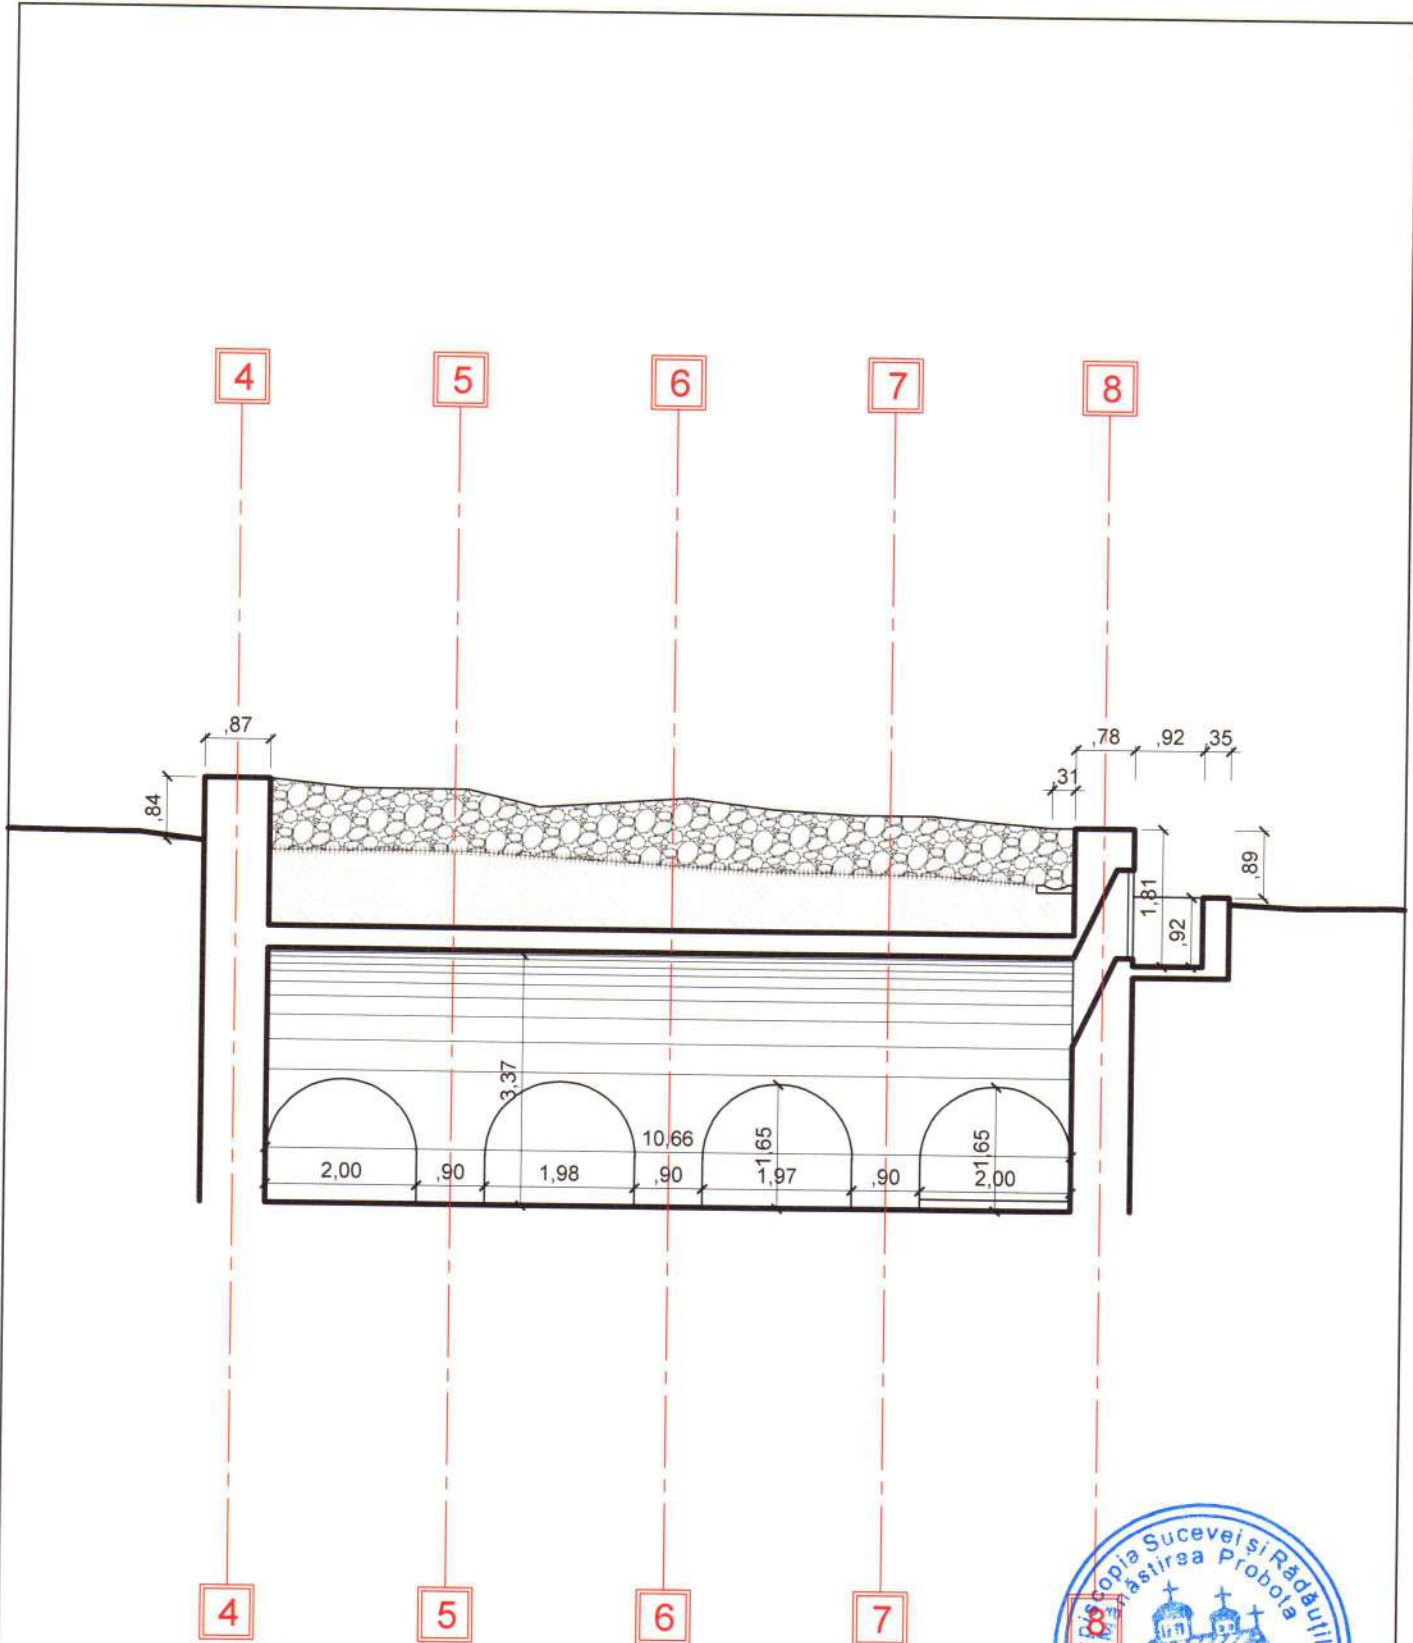 4 5 6 7 8
,87
,78 ,92 ,35
,31
,84
,89
1,81
,92
3,37
10,66
1,65
1,65
2,00 ,90 1,98 ,90 1,97 ,90 2,00
4 5 6 7 8
piscopia Sucevei și Rădăuți
Mănăstirea Probota